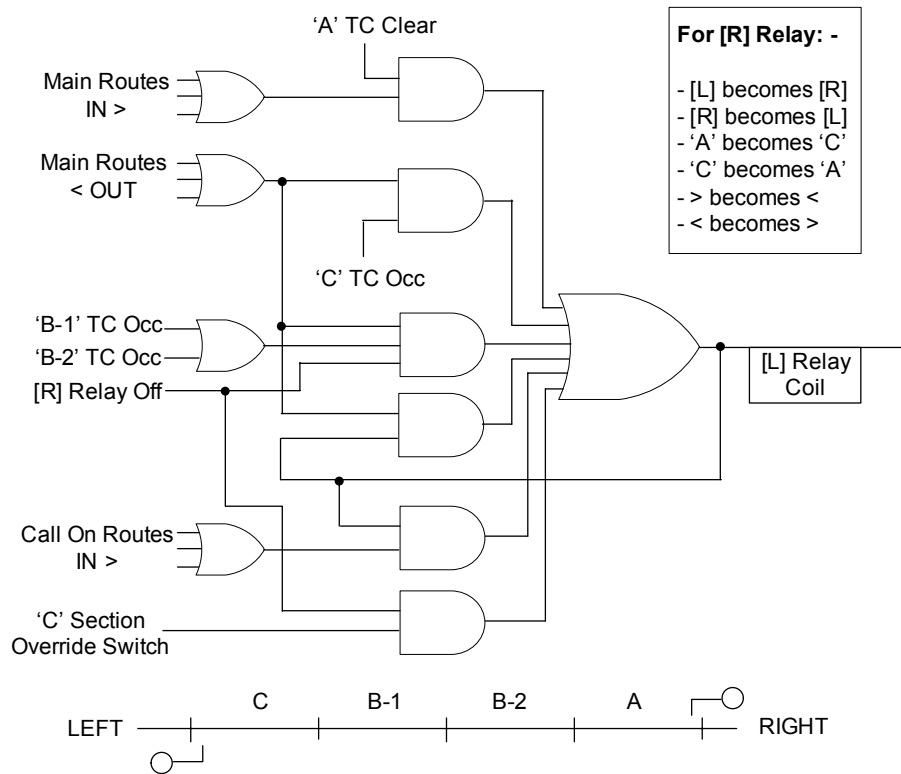 'A' TC Clear
Main Routes
IN >
Main Routes
< OUT
'C' TC Occ
'B-1' TC Occ
'B-2' TC Occ
[R] Relay Off
Call On Routes
IN >
'C' Section
Override Switch
[L] Relay
Coil
For [R] Relay: -
- [L] becomes [R]
- [R] becomes [L]
- 'A' becomes 'C'
- 'C' becomes 'A'
- > becomes <
- < becomes >
LEFT C B-1 B-2 A RIGHT